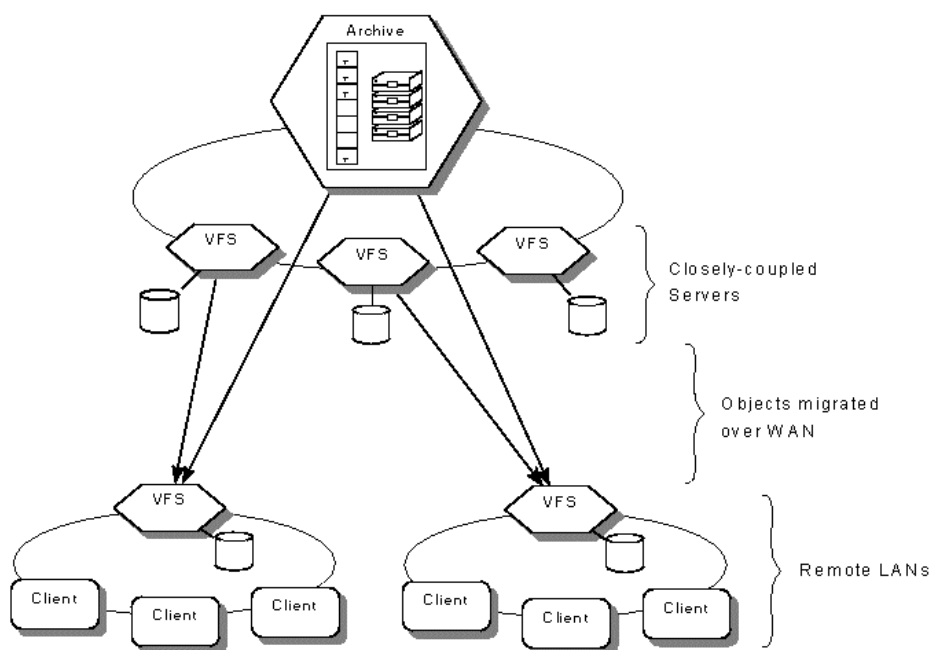 Archive
T
T
T
T
VFS
VFS
VFS
Closely-coupled
Servers
Objects migrated
over WAN
VFS
VFS
Remote LANs
Client
Client
Client
Client
Client
Client